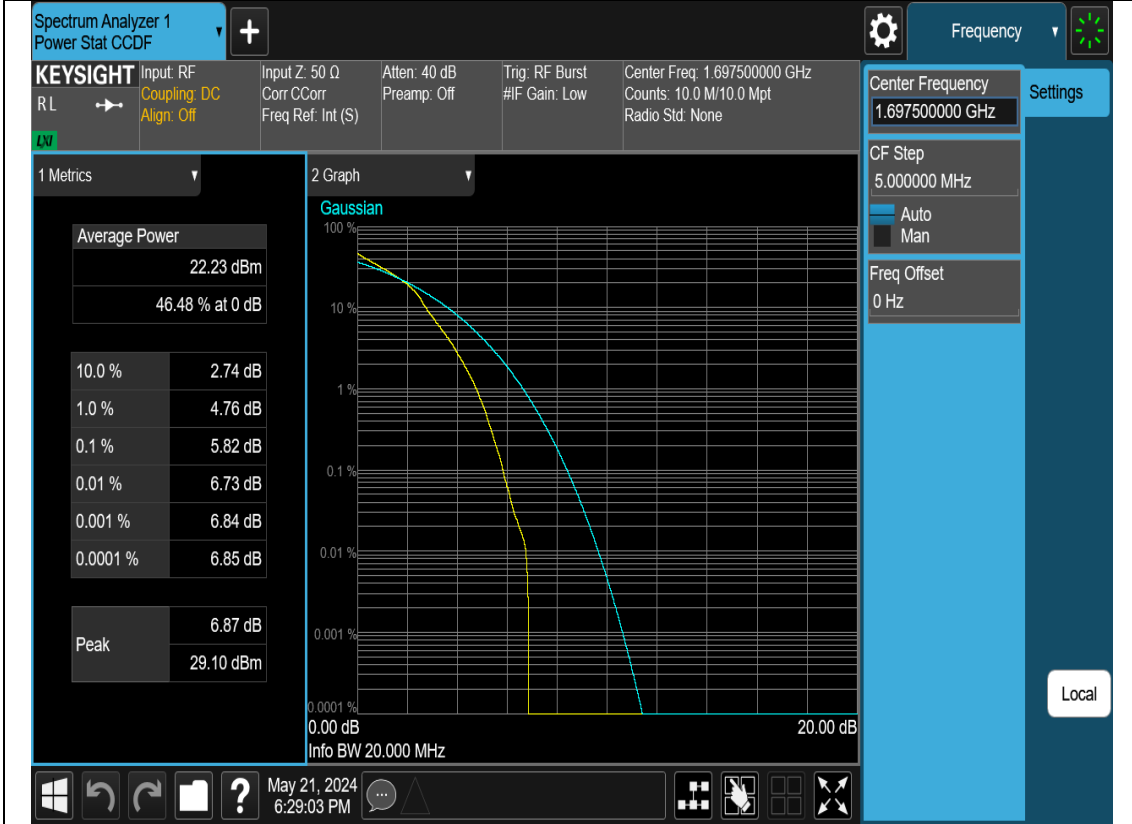 Spectrum Analyzer 1
Power Stat CCDF
Frequency
KEYSIGHT
RL
LXI
Input: RF
Coupling: DC
Align: Off
Input Z: 50 Ω
Corr CCorr
Freq Ref: Int (S)
Atten: 40 dB
Preamp: Off
Trig: RF Burst
#IF Gain: Low
Center Freq: 1.697500000 GHz
Counts: 10.0 M/10.0 Mpt
Radio Std: None
Center Frequency
1.697500000 GHz
Settings
CF Step
5.000000 MHz
Auto
Man
Freq Offset
0 Hz
1 Metrics
Average Power
22.23 dBm
46.48 % at 0 dB
10.0 % 2.74 dB
1.0 % 4.76 dB
0.1 % 5.82 dB
0.01 % 6.73 dB
0.001 % 6.84 dB
0.0001 % 6.85 dB
Peak
6.87 dB
29.10 dBm
2 Graph
Gaussian
100 %
10 %
1 %
0.1 %
0.01 %
0.001 %
0.0001 %
0.00 dB 20.00 dB
Info BW 20.000 MHz
Local
?
May 21, 2024
6:29:03 PM